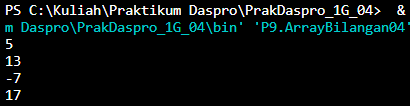 PS C:\Kuliah\Praktikum Daspro\PrakDaspro_1G_04>  &
m Daspro\PrakDaspro_1G_04\bin' 'P9.ArrayBilangan04'
5
13
-7
17